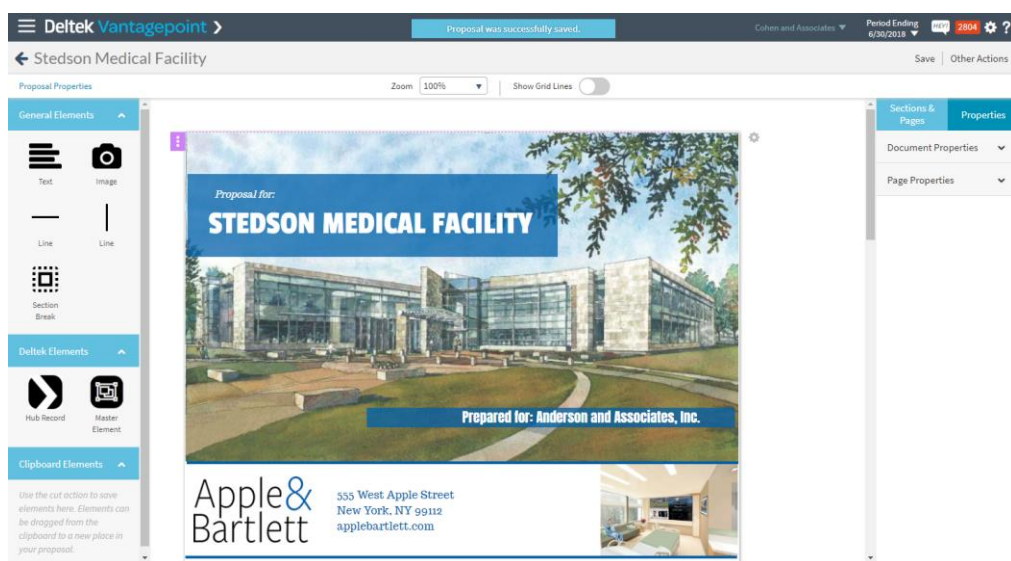 Deltek Vantagepoint
Proposal was successfully saved.
Cohen and Associates
Period Ending
6/30/2018
HEY!
2804
?
Stedson Medical Facility
Save
Other Actions
Proposal Properties
Zoom
100%
Show Grid Lines
General Elements
Text
Image
Line
Line
Section
Break
Deltek Elements
Hub Record
Master
Element
Clipboard Elements
Use the cut action to save
elements here. Elements can
be dragged from the
clipboard to a new place in
your proposal.
Proposal for:
STEDSON MEDICAL FACILITY
Prepared for: Anderson and Associates, Inc.
Apple&
Bartlett
555 West Apple Street
New York, NY 99112
applebartlett.com
Sections &
Pages
Properties
Document Properties
Page Properties